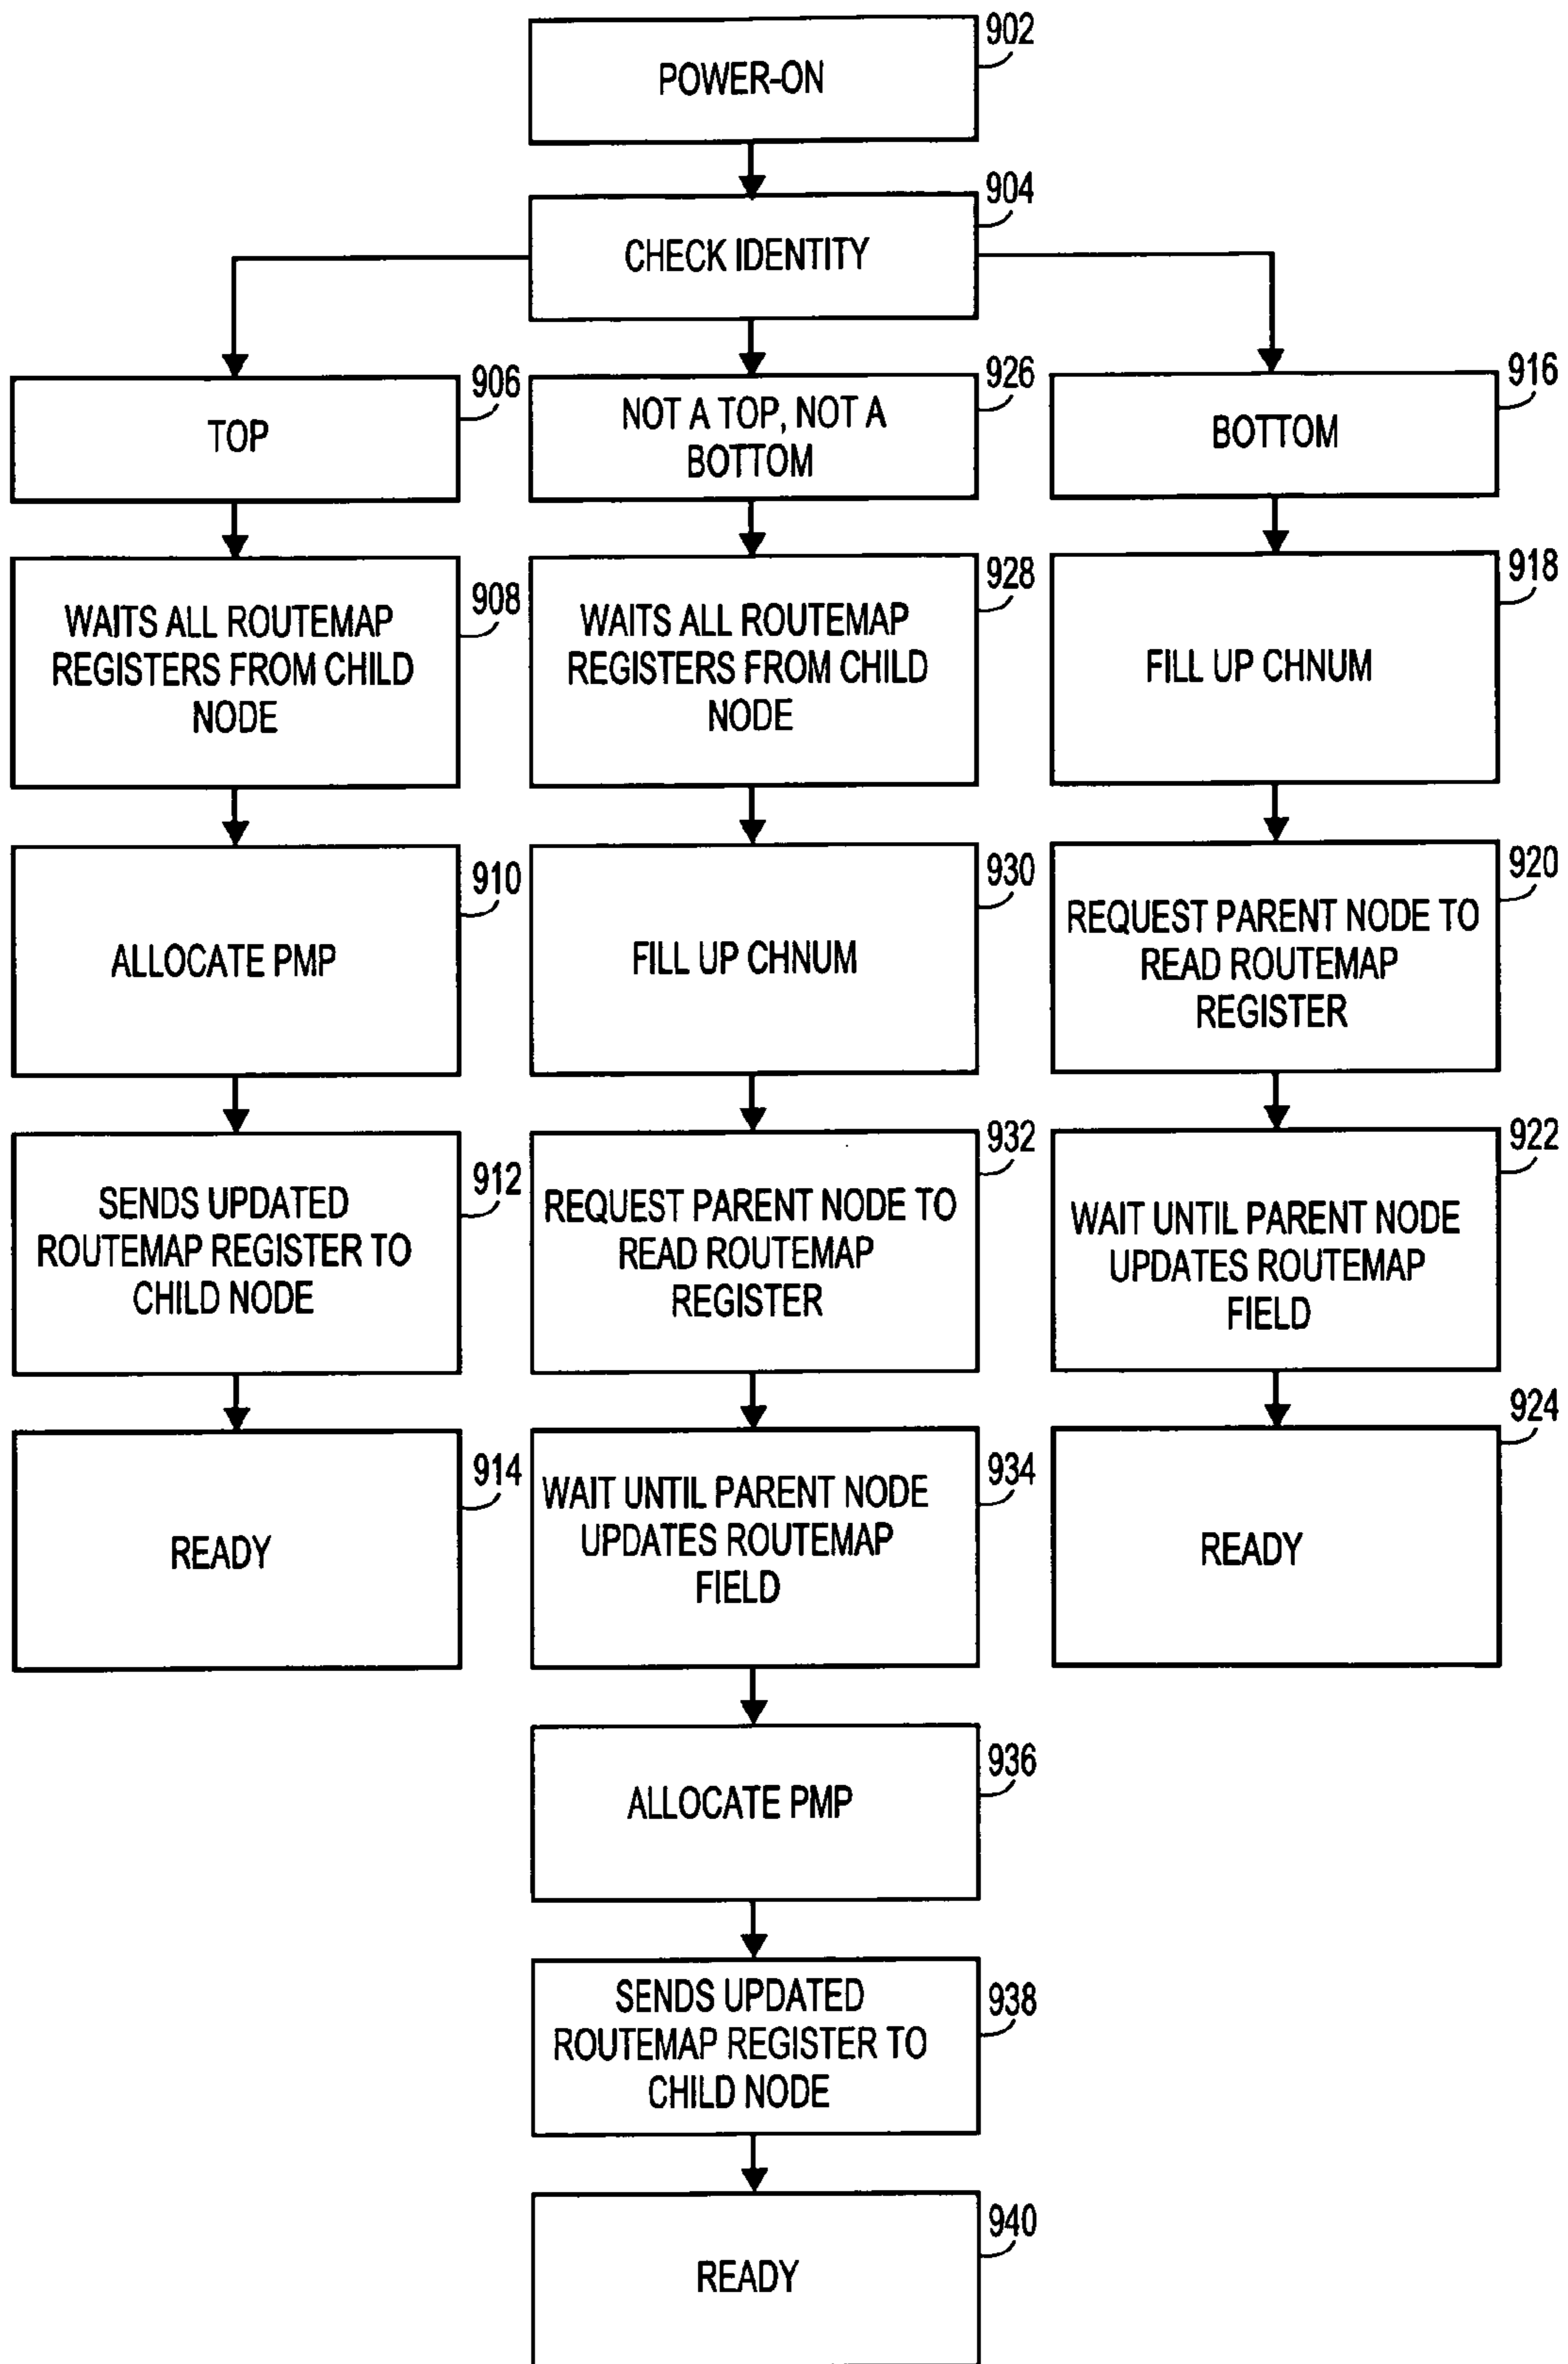 902
POWER-ON
904
CHECK IDENTITY
906
TOP
908
WAITS ALL ROUTEMAP
REGISTERS FROM CHILD
NODE
910
ALLOCATE PMP
912
SENDS UPDATED
ROUTEMAP REGISTER TO
CHILD NODE
914
READY
926
NOT A TOP, NOT A
BOTTOM
928
WAITS ALL ROUTEMAP
REGISTERS FROM CHILD
NODE
930
FILL UP CHNUM
932
REQUEST PARENT NODE TO
READ ROUTEMAP
REGISTER
934
WAIT UNTIL PARENT NODE
UPDATES ROUTEMAP
FIELD
936
ALLOCATE PMP
938
SENDS UPDATED
ROUTEMAP REGISTER TO
CHILD NODE
940
READY
916
BOTTOM
918
FILL UP CHNUM
920
REQUEST PARENT NODE TO
READ ROUTEMAP
REGISTER
922
WAIT UNTIL PARENT NODE
UPDATES ROUTEMAP
FIELD
924
READY